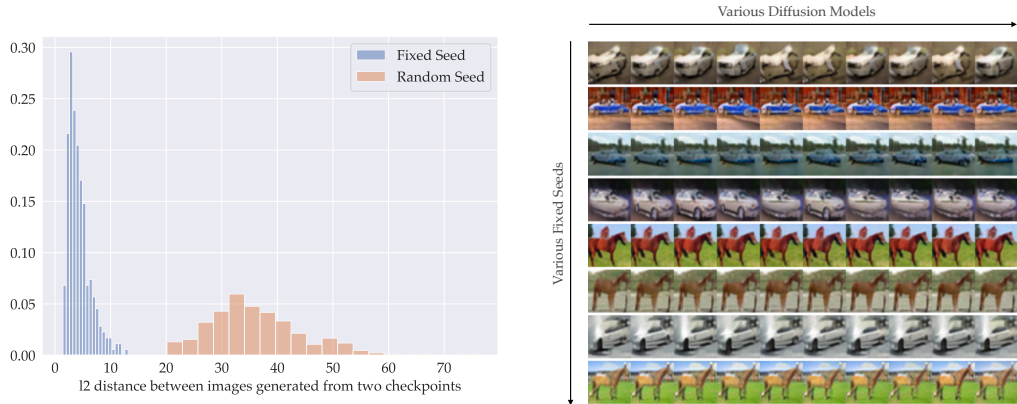 0.30
0.25
0.20
0.15
0.10
0.05
0.00
0 10 20 30 40 50 60 70
l2 distance between images generated from two checkpoints
Fixed Seed
Random Seed
Various Diffusion Models
Various Fixed Seeds